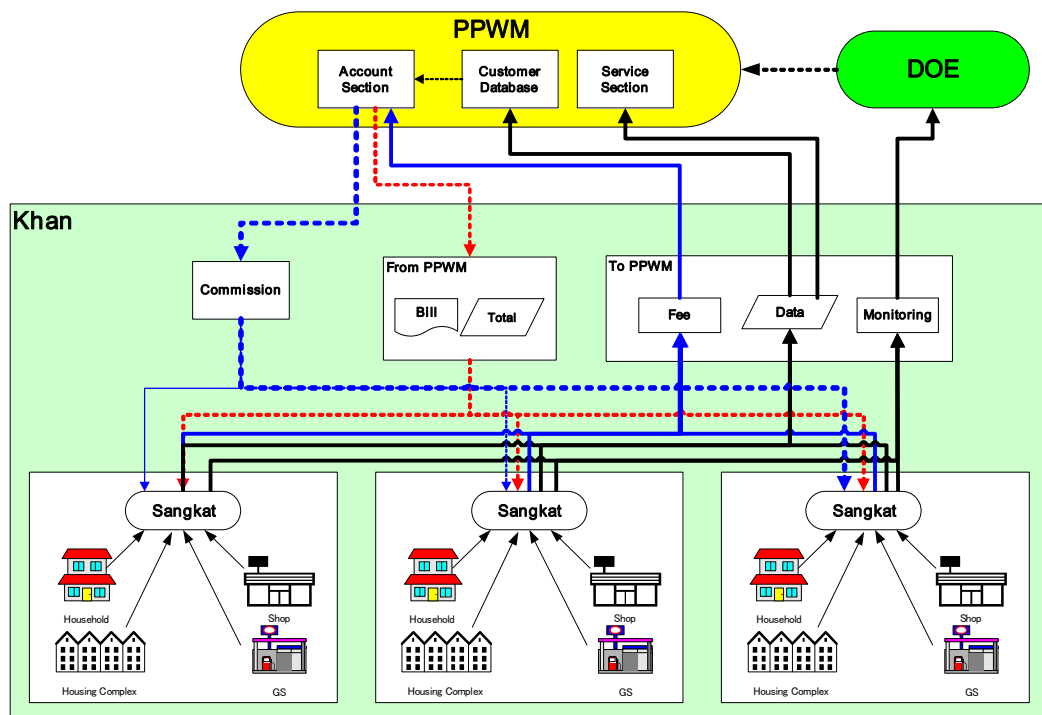 PPWM
DOE
Account
Section
Customer
Database
Service
Section
Khan
Commission
From PPWM
Bill
Total
To PPWM
Fee
Data
Monitoring
Sangkat
Sangkat
Sangkat
Household
Shop
Housing Complex
GS
Household
Shop
Housing Complex
GS
Household
Shop
Housing Complex
GS